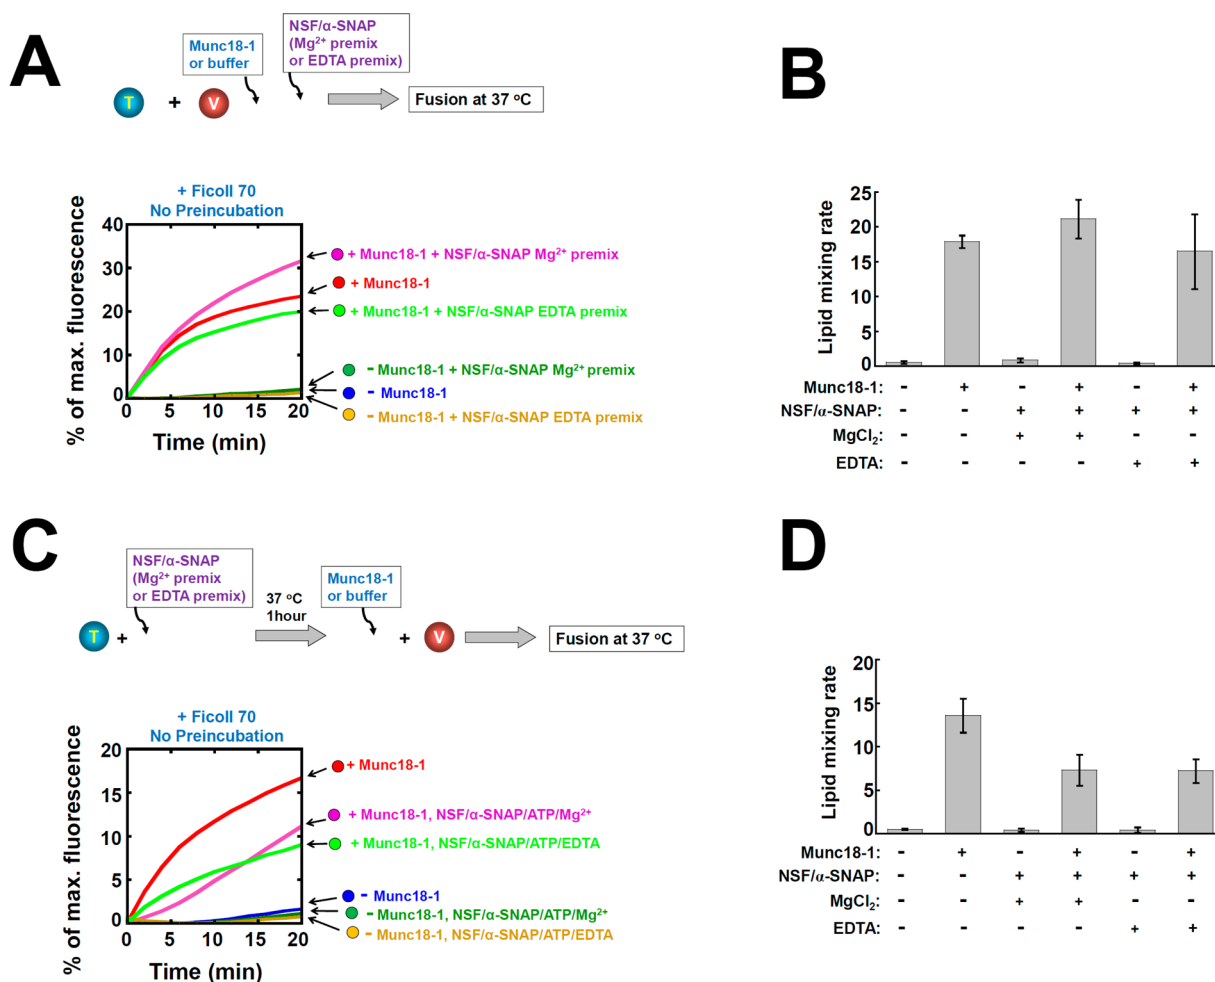 A
Munc18-1
or buffer
NSF/α-SNAP
(Mg²⁺ premix
or EDTA premix)
T + V
Fusion at 37 ºC
+ Ficoll 70
No Preincubation
% of max. fluorescence
40
30
20
10
0
0 5 10 15 20
Time (min)
+ Munc18-1 + NSF/α-SNAP Mg²⁺ premix
+ Munc18-1
+ Munc18-1 + NSF/α-SNAP EDTA premix
- Munc18-1 + NSF/α-SNAP Mg²⁺ premix
- Munc18-1
- Munc18-1 + NSF/α-SNAP EDTA premix
B
Lipid mixing rate
25
20
15
10
5
0
Munc18-1: - + - + - +
NSF/α-SNAP: - - + + + +
MgCl₂: - - + + - -
EDTA: - - - - + +
C
NSF/α-SNAP
(Mg²⁺ premix
or EDTA premix)
37 ºC
1hour
Munc18-1
or buffer
T + + V
Fusion at 37 ºC
+ Ficoll 70
No Preincubation
% of max. fluorescence
20
15
10
5
0
0 5 10 15 20
Time (min)
+ Munc18-1
+ Munc18-1, NSF/α-SNAP/ATP/Mg²⁺
+ Munc18-1, NSF/α-SNAP/ATP/EDTA
- Munc18-1
- Munc18-1, NSF/α-SNAP/ATP/Mg²⁺
- Munc18-1, NSF/α-SNAP/ATP/EDTA
D
Lipid mixing rate
20
15
10
5
0
Munc18-1: - + - + - +
NSF/α-SNAP: - - + + + +
MgCl₂: - - + + - -
EDTA: - - - - + +